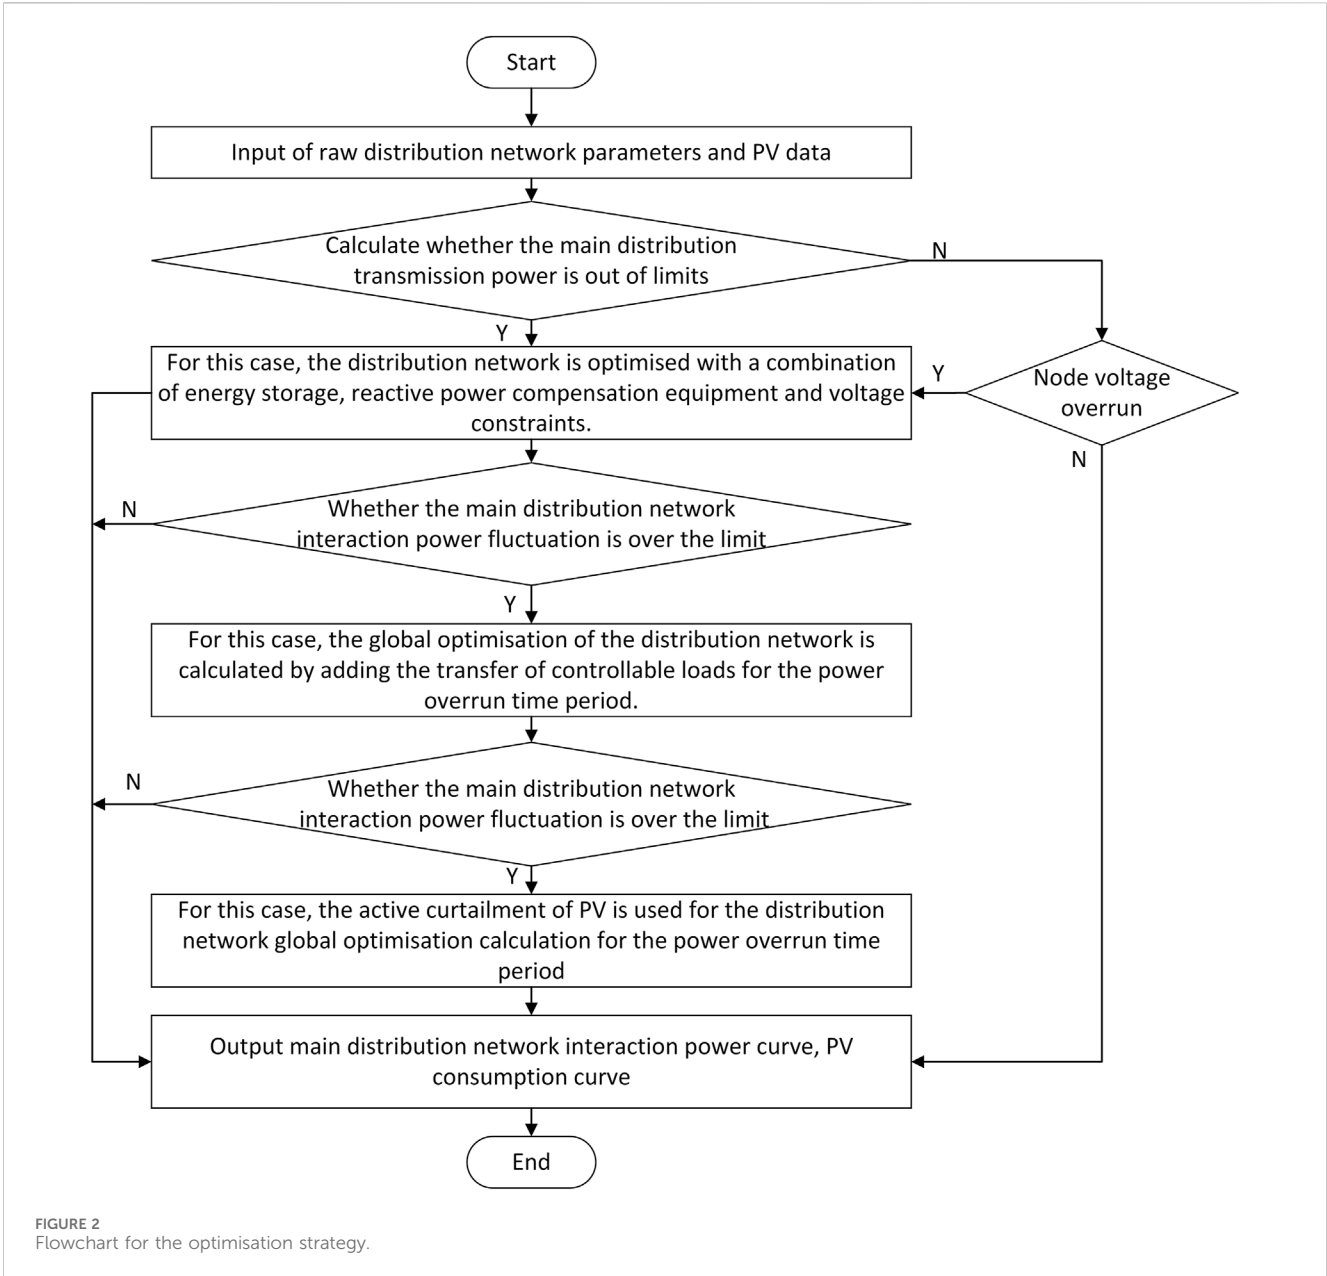 Start
Input of raw distribution network parameters and PV data
Calculate whether the main distribution
transmission power is out of limits
N
Y
For this case, the distribution network is optimised with a combination
of energy storage, reactive power compensation equipment and voltage
constraints.
Y
Node voltage
overrun
N
Whether the main distribution network
interaction power fluctuation is over the limit
N
Y
For this case, the global optimisation of the distribution network is
calculated by adding the transfer of controllable loads for the power
overrun time period.
N
Whether the main distribution network
interaction power fluctuation is over the limit
Y
For this case, the active curtailment of PV is used for the distribution
network global optimisation calculation for the power overrun time
period
Output main distribution network interaction power curve, PV
consumption curve
End
FIGURE 2
Flowchart for the optimisation strategy.